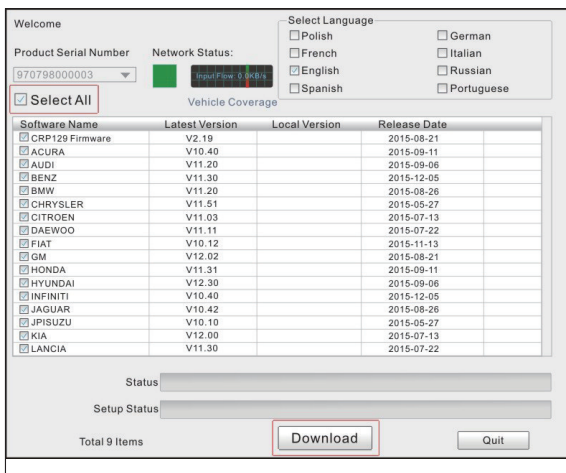 Welcome
Select Language
Polish German
Product Serial Number Network Status: French Italian
970798000003 Input Flow 0.0KB/s English Russian
Spanish Portuguese
Select All Vehicle Coverage
Software Name Latest Version Local Version Release Date
CRP129 Firmware V2.19 2015-08-21
ACURA V10.40 2015-09-11
AUDI V11.20 2015-09-06
BENZ V11.30 2015-12-05
BMW V11.20 2015-08-26
CHRYSLER V11.51 2015-05-27
CITROEN V11.03 2015-07-13
DAEWOO V11.11 2015-07-22
FIAT V10.12 2015-11-13
GM V12.02 2015-08-21
HONDA V11.31 2015-09-11
HYUNDAI V12.30 2015-09-06
INFINITI V10.40 2015-12-05
JAGUAR V10.42 2015-08-26
JPISUZU V10.10 2015-05-27
KIA V12.00 2015-07-13
LANCIA V11.30 2015-07-22
Status
Setup Status
Total 9 Items Download Quit